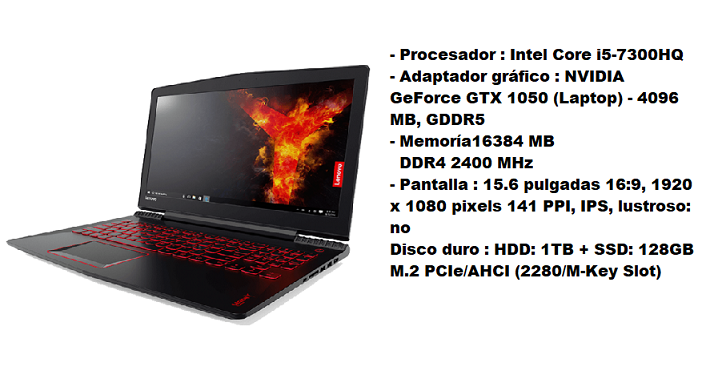 - Procesador : Intel Core i5-7300HQ
- Adaptador gráfico : NVIDIA
GeForce GTX 1050 (Laptop) - 4096
MB, GDDR5
- Memoría16384 MB
DDR4 2400 MHz
- Pantalla : 15.6 pulgadas 16:9, 1920
x 1080 pixels 141 PPI, IPS, lustroso:
no
Disco duro : HDD: 1TB + SSD: 128GB
M.2 PCIe/AHCI (2280/M-Key Slot)
Lenovo